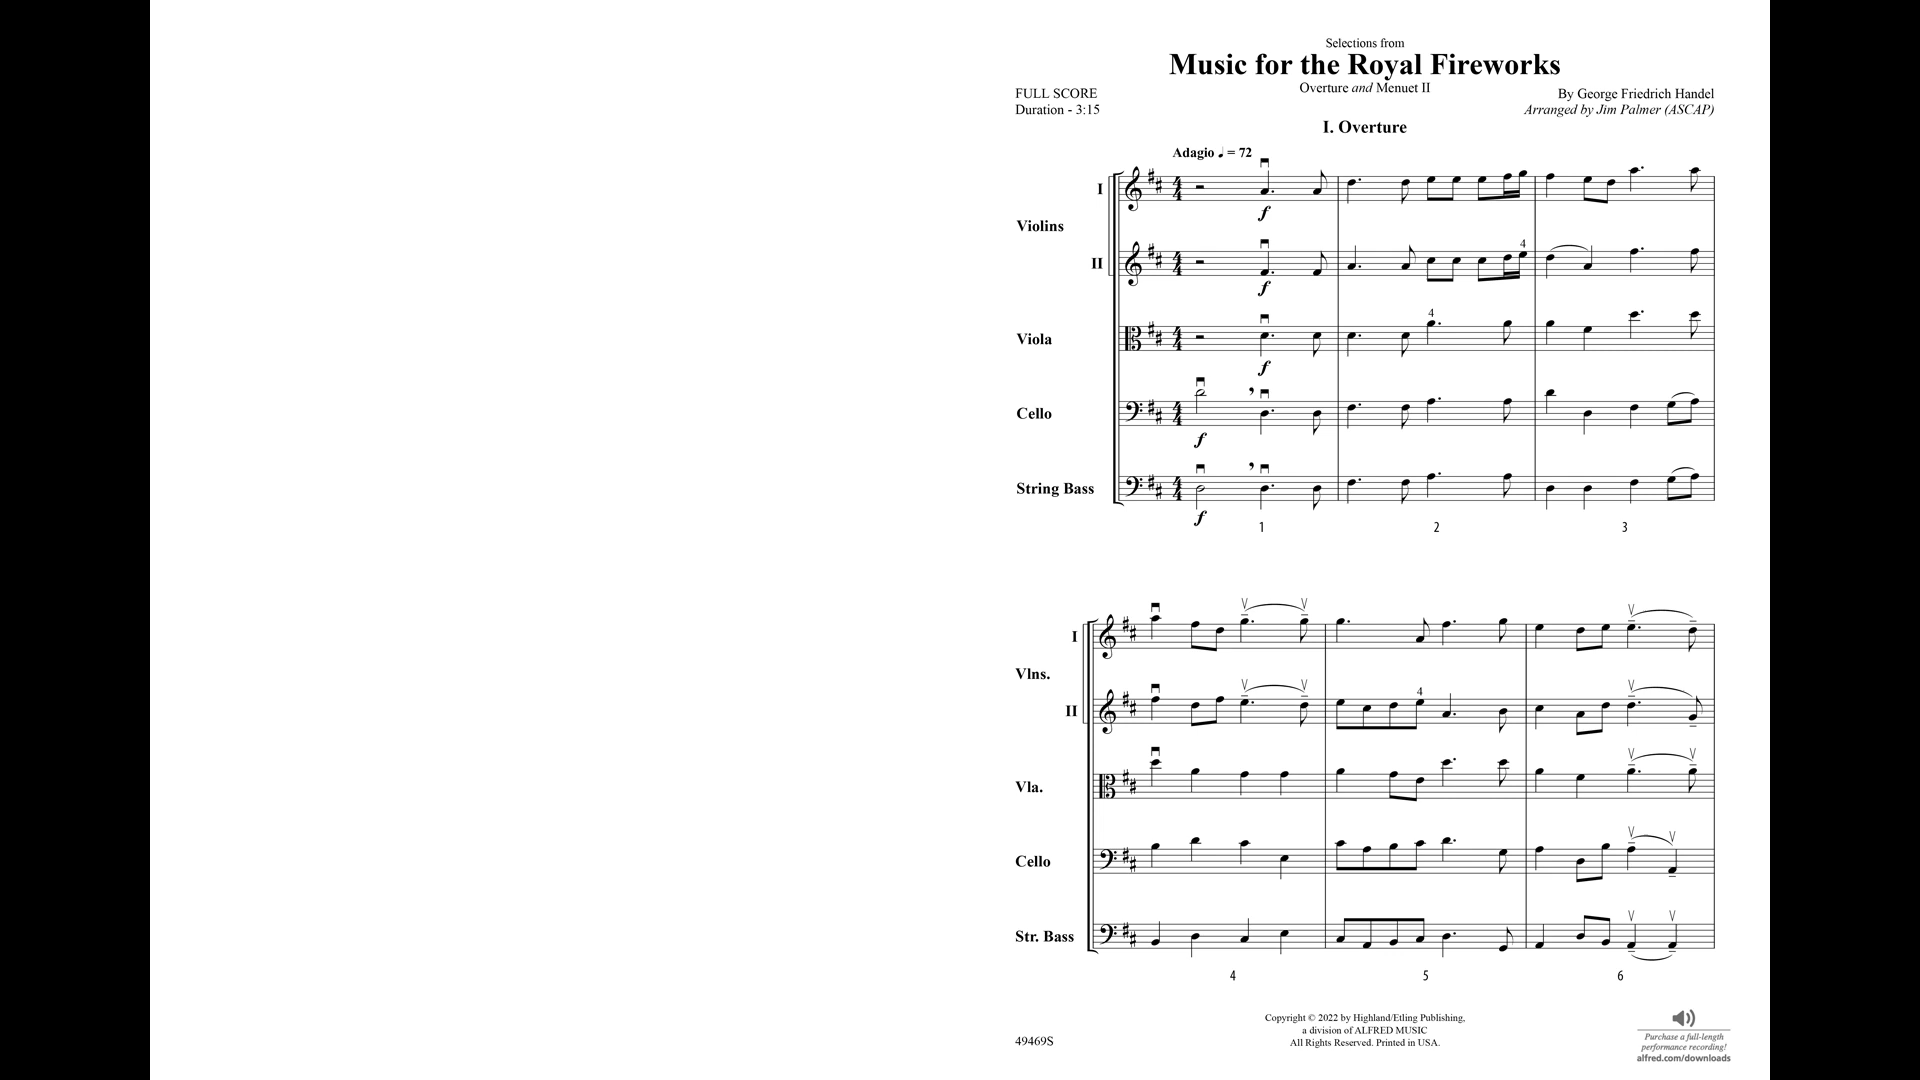 Selections from
Music for the Royal Fireworks
Overture and Menuet II
FULL SCORE
Duration - 3:15
By George Friedrich Handel
Arranged by Jim Palmer (ASCAP)
I. Overture
Adagio ♩ = 72
I
Violins
f
4
II
f
4
Viola
f
Cello
f
String Bass
f
1 2 3
I
Vlns.
4
II
Vla.
Cello
Str. Bass
4 5 6
Copyright © 2022 by Highland/Etling Publishing,
a division of ALFRED MUSIC
All Rights Reserved. Printed in USA.
49469S
Purchase a full-length
performance recording!
alfred.com/downloads